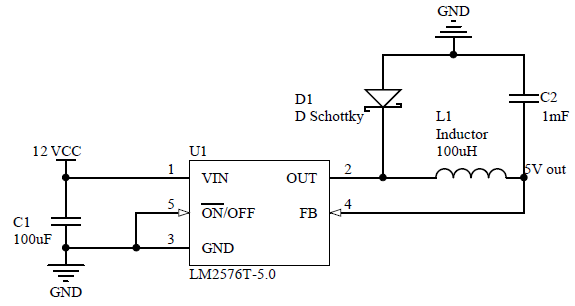 GND
D1
D Schottky
C2
1mF
L1
Inductor
100uH
5V out
12 VCC
U1
1
VIN
OUT
2
5
ON/OFF
FB
4
3
GND
C1
100uF
LM2576T-5.0
GND